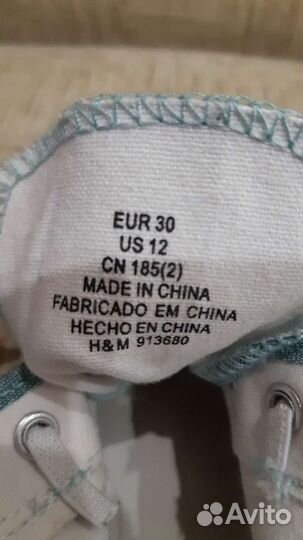 EUR 30
US 12
CN 185(2)
MADE IN CHINA
FABRICADO EM CHINA
HECHO EN CHINA
H&M 913680
Avito